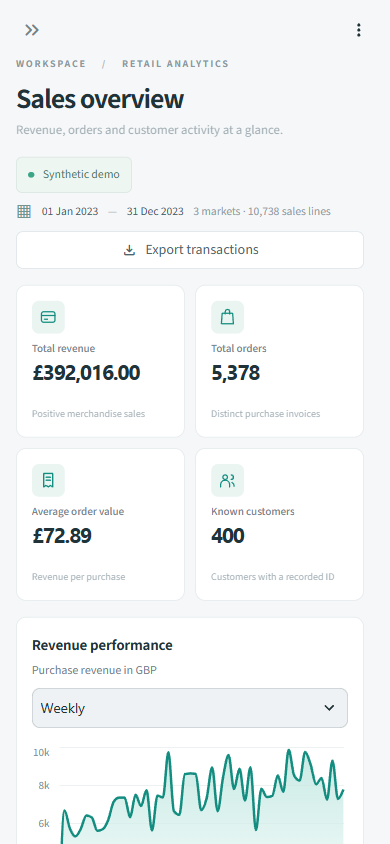 WORKSPACE / RETAIL ANALYTICS
Sales overview
Revenue, orders and customer activity at a glance.
Synthetic demo
01 Jan 2023 — 31 Dec 2023 3 markets · 10,738 sales lines
Export transactions
Total revenue
£392,016.00
Positive merchandise sales
Total orders
5,378
Distinct purchase invoices
Average order value
£72.89
Revenue per purchase
Known customers
400
Customers with a recorded ID
Revenue performance
Purchase revenue in GBP
Weekly
10k
8k
6k